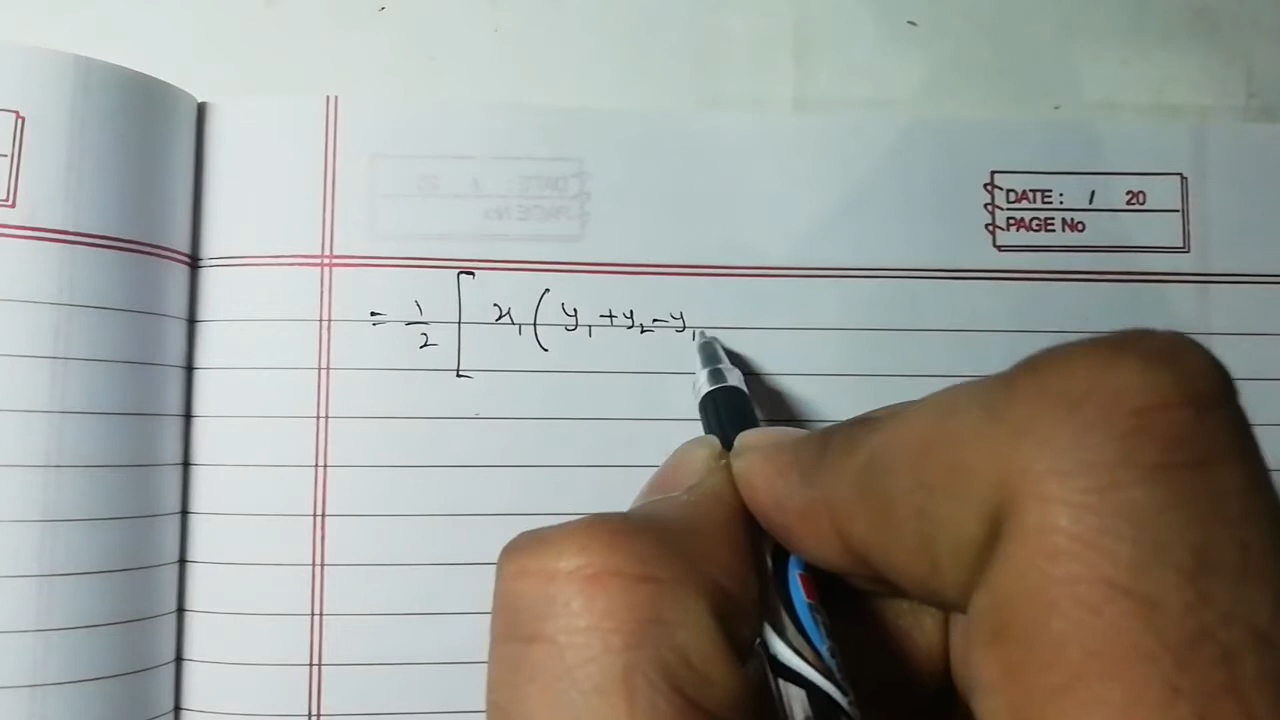 DATE : / 20
PAGE No
= 1/2 [ x₁ ( y₁ + y₂ - y₁